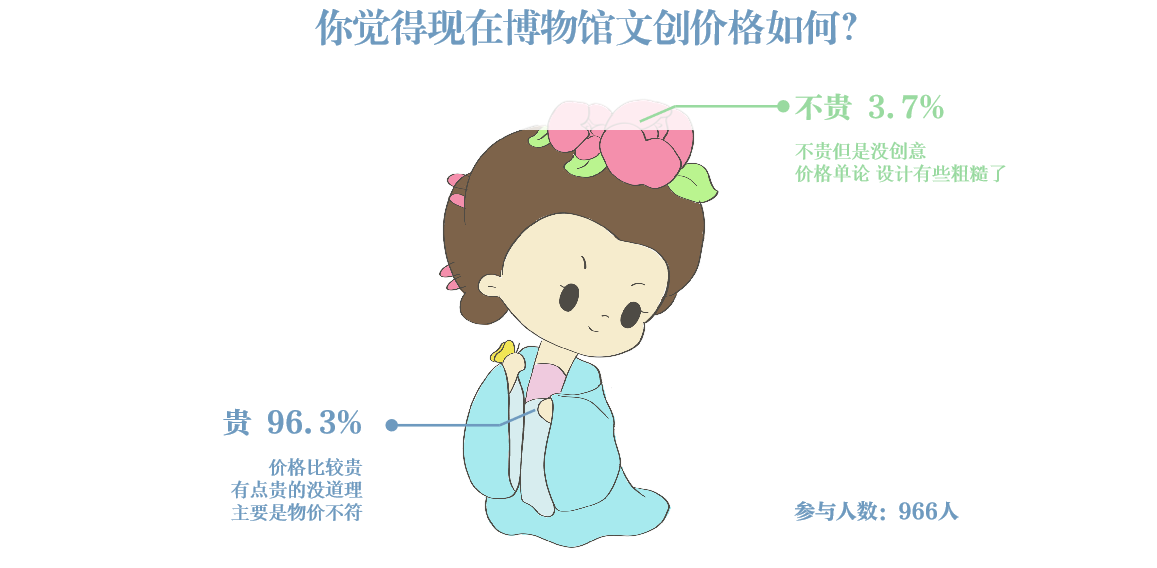 你觉得现在博物馆文创价格如何?
不贵 3.7%
不贵但是没创意
价格单论 设计有些粗糙了
贵 96.3%
价格比较贵
有点贵的没道理
主要是物价不符
参与人数：966人